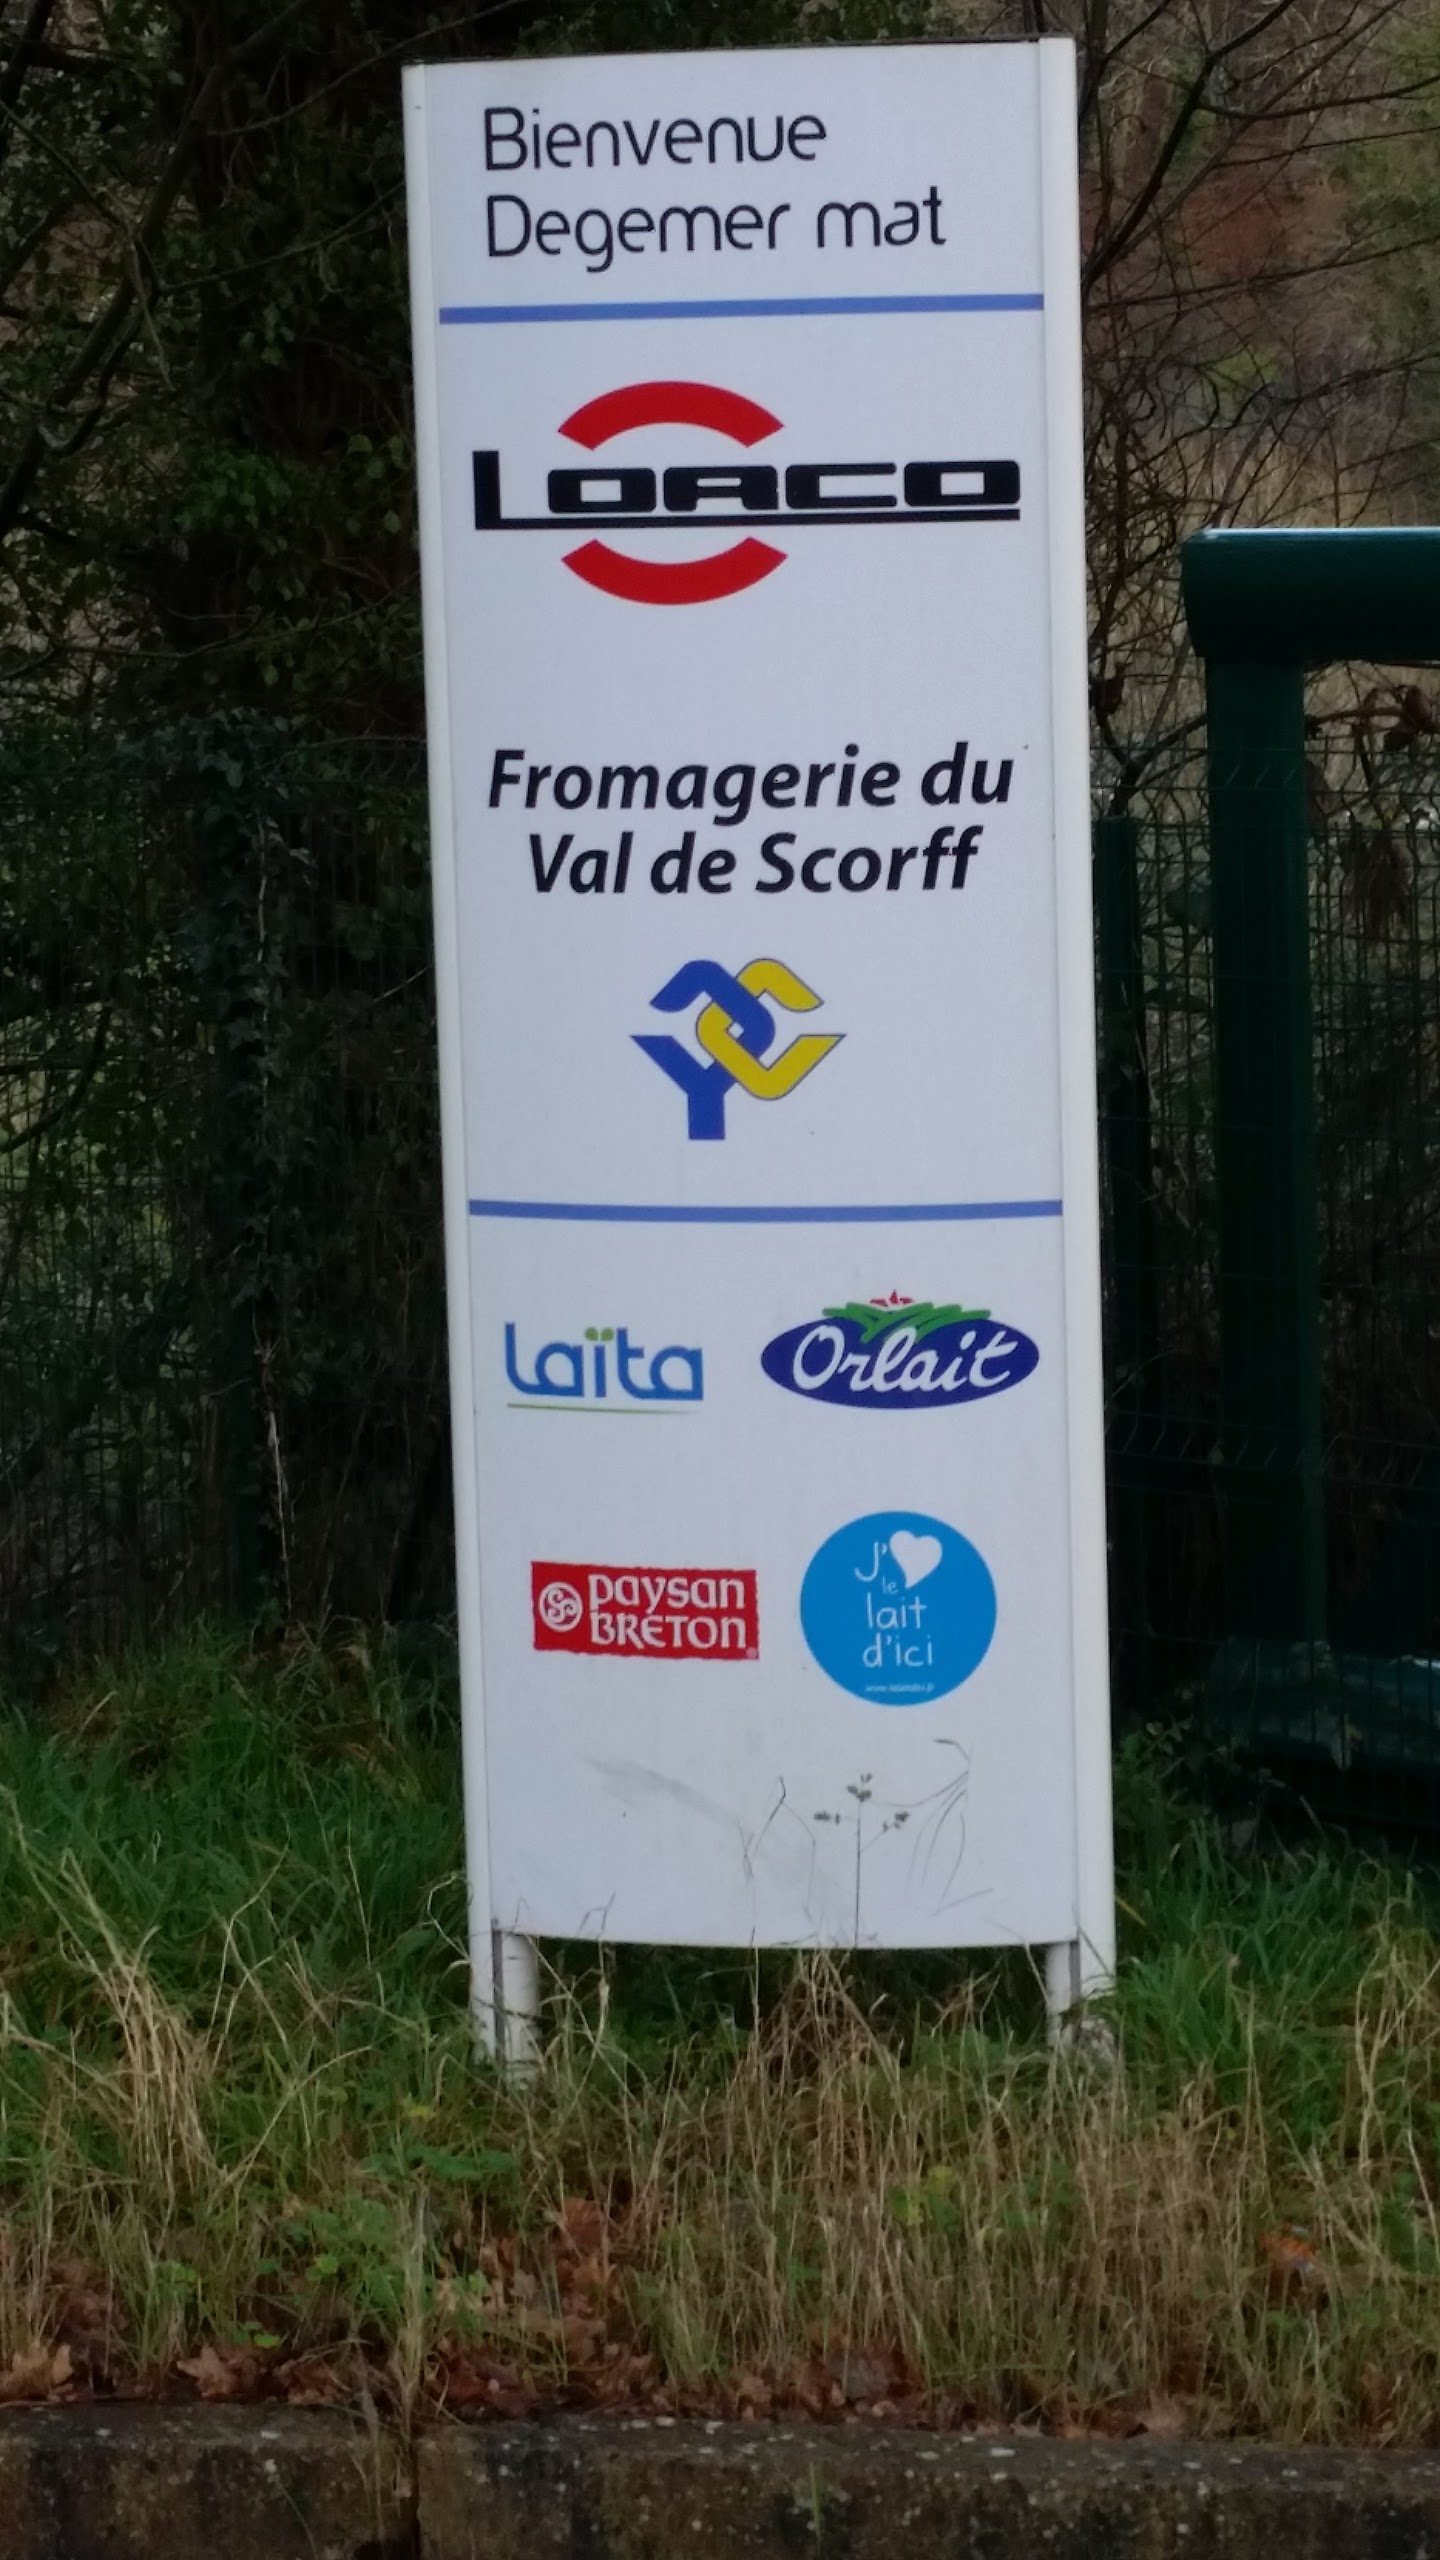 Bienvenue
Degemer mat
LORCO
Fromagerie du
Val de Scorff
Laïta
Orlait
PAYSAN
BRETON
J'
le
lait
d'ici